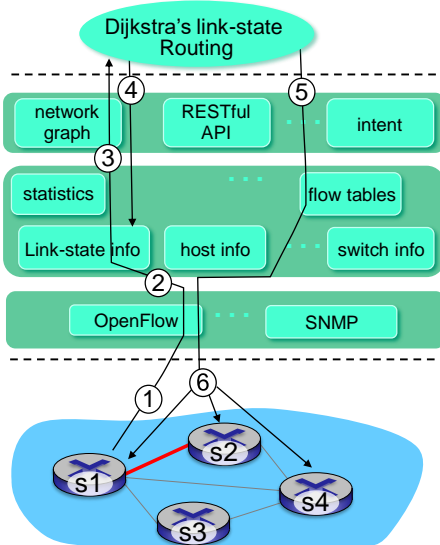 Dijkstra's link-state
Routing
4
5
network
graph
RESTful
API
intent
3
statistics
flow tables
Link-state info
host info
switch info
2
OpenFlow
SNMP
1
6
s2
s1
s4
s3